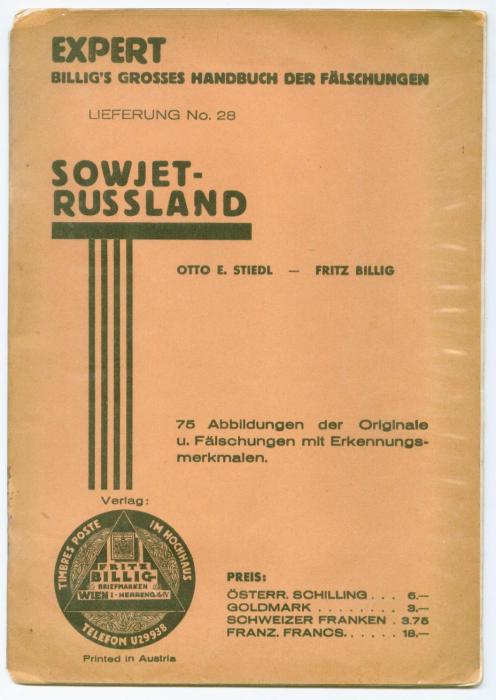 EXPERT
BILLIG'S GROSSES HANDBUCH DER FÄLSCHUNGEN
LIEFERUNG No. 28
SOWJET-
RUSSLAND
OTTO E. STIEDL — FRITZ BILLIG
75 Abbildungen der Originale
u. Fälschungen mit Erkennungs-
merkmalen.
Verlag:
TIMBRES POSTE IM HOCHHAUS
FRITZ
BILLIG
BRIEFMARKEN
WIEN I - HERRENG.
TELEFON U29938
Printed in Austria
PREIS:
ÖSTERR. SCHILLING . . . 6.—
GOLDMARK . . . . . . . . 3.—
SCHWEIZER FRANKEN . 3.75
FRANZ. FRANCS. . . . . . 18.—